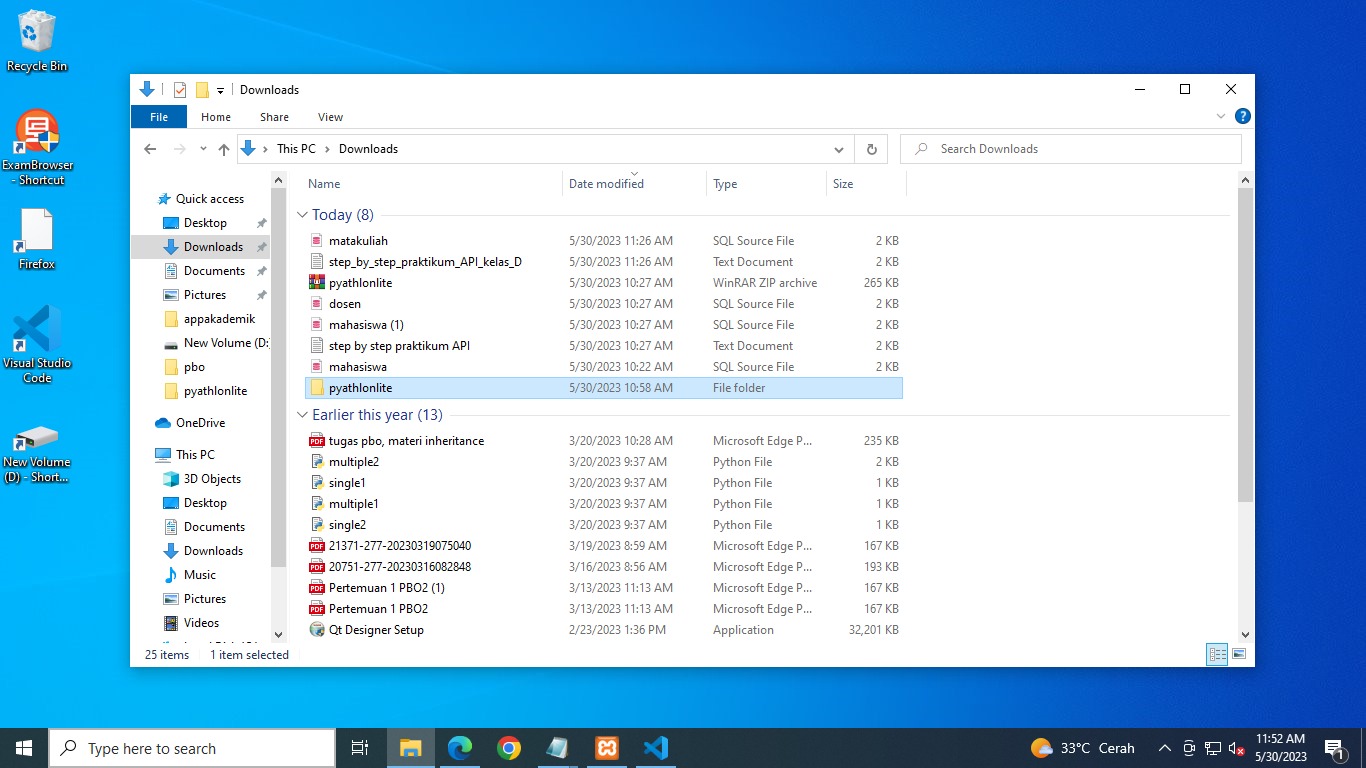 Recycle Bin
ExamBrowser
- Shortcut
Firefox
Visual Studio
Code
New Volume
(D) - Short...
Downloads
File
Home
Share
View
This PC
Downloads
Search Downloads
Quick access
Desktop
Downloads
Documents
Pictures
appakademik
New Volume (D:
pbo
pyathlonlite
OneDrive
This PC
3D Objects
Desktop
Documents
Downloads
Music
Pictures
Videos
Name Date modified Type Size
Today (8)
matakuliah 5/30/2023 11:26 AM SQL Source File 2 KB
step_by_step_praktikum_API_kelas_D 5/30/2023 11:26 AM Text Document 2 KB
pyathlonlite 5/30/2023 10:27 AM WinRAR ZIP archive 265 KB
dosen 5/30/2023 10:27 AM SQL Source File 2 KB
mahasiswa (1) 5/30/2023 10:27 AM SQL Source File 2 KB
step by step praktikum API 5/30/2023 10:27 AM Text Document 2 KB
mahasiswa 5/30/2023 10:22 AM SQL Source File 2 KB
pyathlonlite 5/30/2023 10:58 AM File folder
Earlier this year (13)
tugas pbo, materi inheritance 3/20/2023 10:28 AM Microsoft Edge P... 235 KB
multiple2 3/20/2023 9:37 AM Python File 2 KB
single1 3/20/2023 9:37 AM Python File 1 KB
multiple1 3/20/2023 9:37 AM Python File 1 KB
single2 3/20/2023 9:37 AM Python File 1 KB
21371-277-20230319075040 3/19/2023 8:59 AM Microsoft Edge P... 167 KB
20751-277-20230316082848 3/16/2023 8:56 AM Microsoft Edge P... 193 KB
Pertemuan 1 PBO2 (1) 3/13/2023 11:13 AM Microsoft Edge P... 167 KB
Pertemuan 1 PBO2 3/13/2023 11:13 AM Microsoft Edge P... 167 KB
Qt Designer Setup 2/23/2023 1:36 PM Application 32,201 KB
25 items 1 item selected
Type here to search
33°C Cerah
11:52 AM
5/30/2023
1